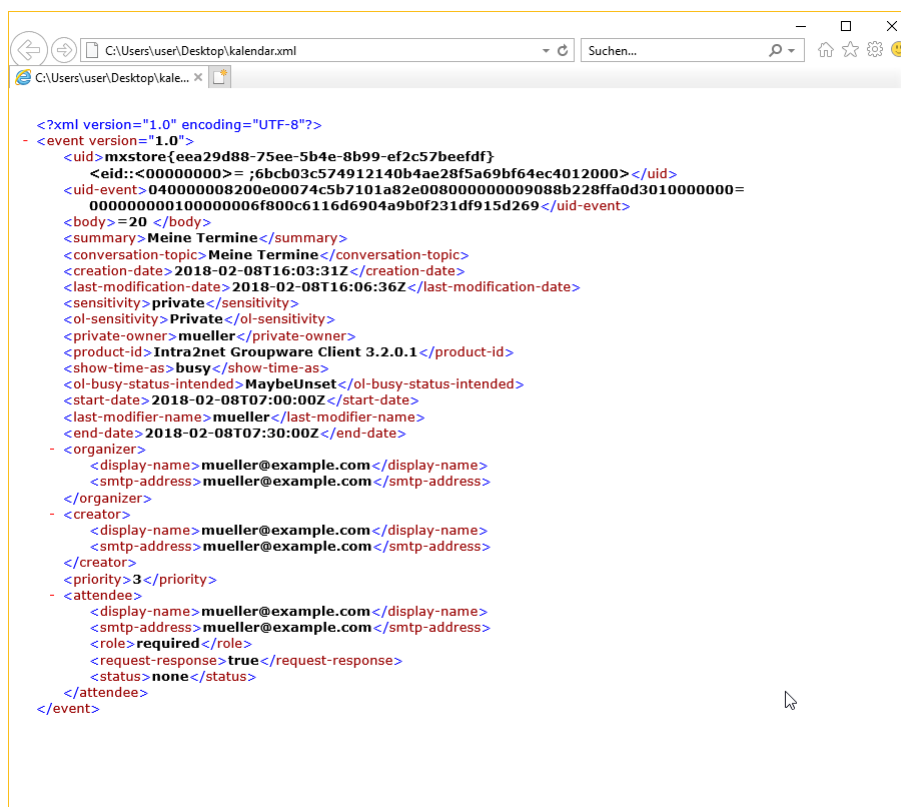 C:\Users\user\Desktop\kalendar.xml
Suchen...
C:\Users\user\Desktop\kale...
<?xml version="1.0" encoding="UTF-8"?>
- <event version="1.0">
<uid>mxstore{eea29d88-75ee-5b4e-8b99-ef2c57beefdf}
<eid::<00000000>= ;6bcb03c574912140b4ae28f5a69bf64ec4012000></uid>
<uid-event>040000008200e00074c5b7101a82e008000000009088b228ffa0d3010000000=
000000000100000006f800c6116d6904a9b0f231df915d269</uid-event>
<body>=20 </body>
<summary>Meine Termine</summary>
<conversation-topic>Meine Termine</conversation-topic>
<creation-date>2018-02-08T16:03:31Z</creation-date>
<last-modification-date>2018-02-08T16:06:36Z</last-modification-date>
<sensitivity>private</sensitivity>
<ol-sensitivity>Private</ol-sensitivity>
<private-owner>mueller</private-owner>
<product-id>Intra2net Groupware Client 3.2.0.1</product-id>
<show-time-as>busy</show-time-as>
<ol-busy-status-intended>MaybeUnset</ol-busy-status-intended>
<start-date>2018-02-08T07:00:00Z</start-date>
<last-modifier-name>mueller</last-modifier-name>
<end-date>2018-02-08T07:30:00Z</end-date>
- <organizer>
<display-name>mueller@example.com</display-name>
<smtp-address>mueller@example.com</smtp-address>
</organizer>
- <creator>
<display-name>mueller@example.com</display-name>
<smtp-address>mueller@example.com</smtp-address>
</creator>
<priority>3</priority>
- <attendee>
<display-name>mueller@example.com</display-name>
<smtp-address>mueller@example.com</smtp-address>
<role>required</role>
<request-response>true</request-response>
<status>none</status>
</attendee>
</event>